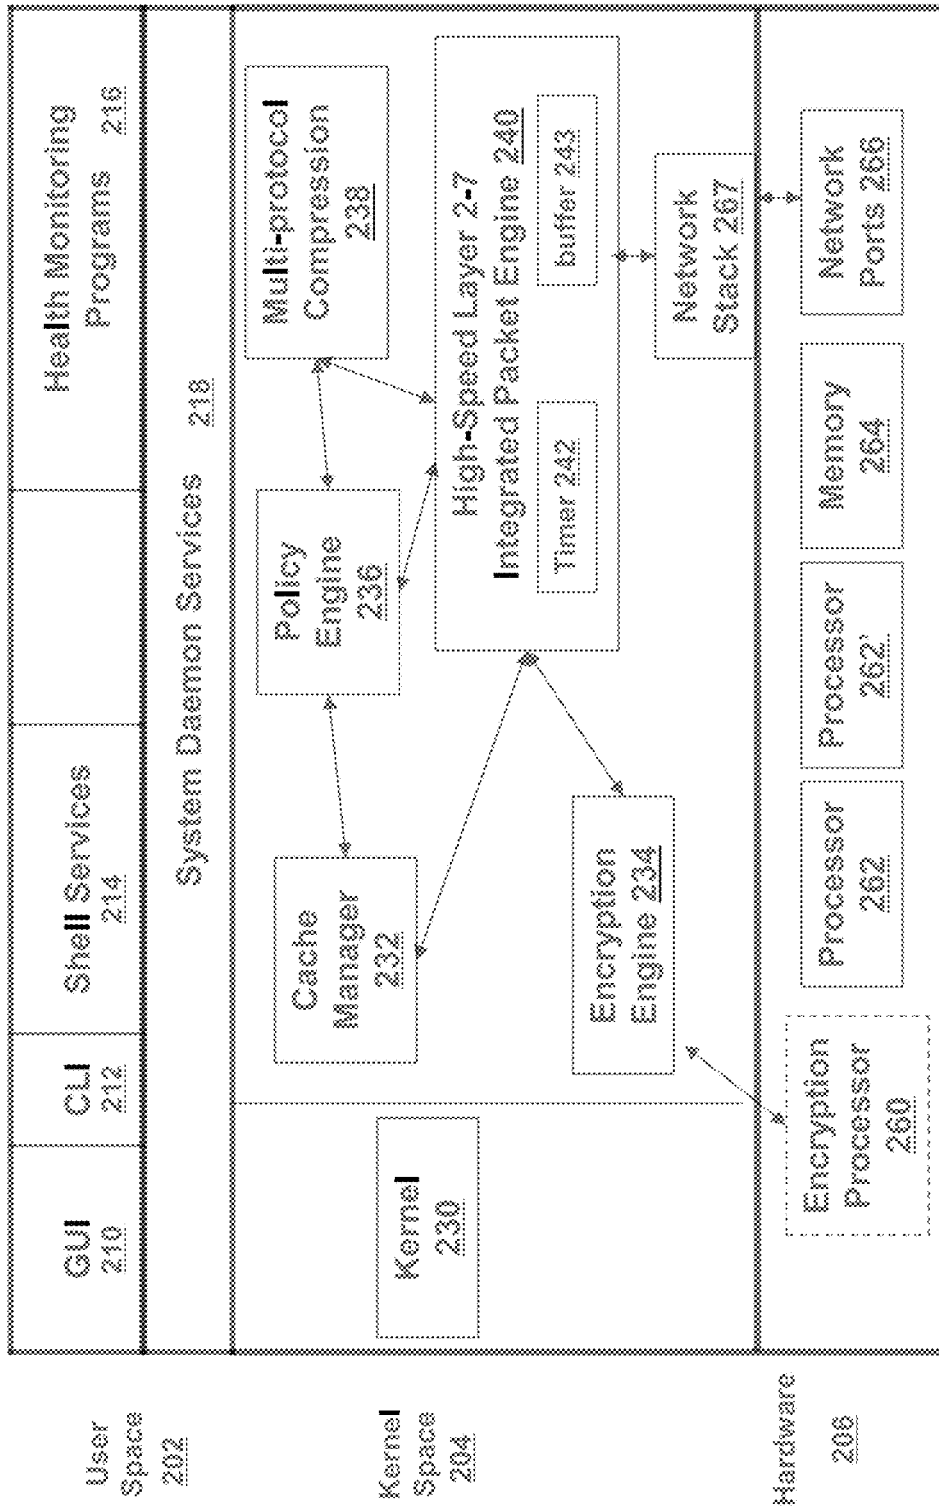 User
Space
202
GUI
210
CLI
212
Shell Services
214
Health Monitoring
Programs 216
System Daemon Services 218
Kernel
Space
204
Kernel
230
Cache
Manager
232
Policy
Engine
236
Multi-protocol
Compression
238
High-Speed Layer 2-7
Integrated Packet Engine 240
Timer 242
buffer 243
Encryption
Engine 234
Network
Stack 267
Hardware
206
Encryption
Processor
260
Processor
262
Processor
262'
Memory
264
Network
Ports 266